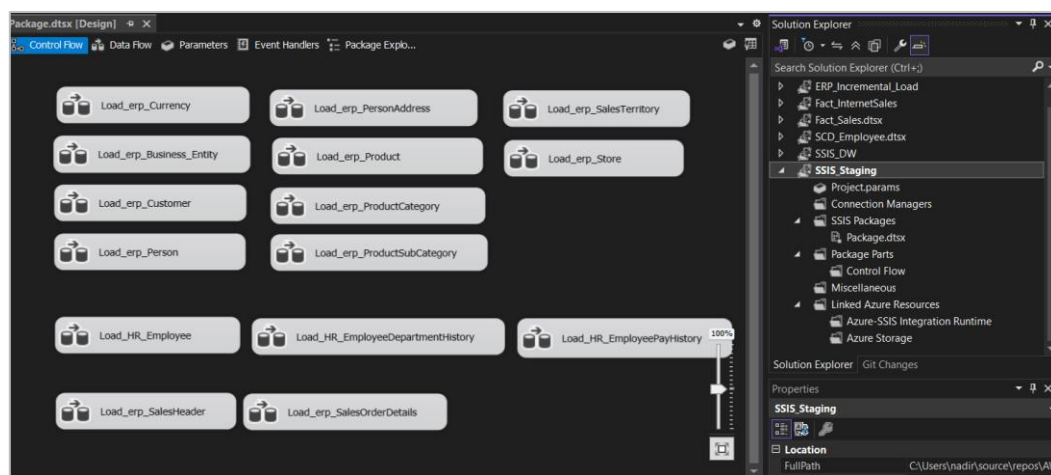 Package.dtsx [Design]
Control Flow Data Flow Parameters Event Handlers Package Explo...
Load_erp_Currency
Load_erp_PersonAddress
Load_erp_SalesTerritory
Load_erp_Business_Entity
Load_erp_Product
Load_erp_Store
Load_erp_Customer
Load_erp_ProductCategory
Load_erp_Person
Load_erp_ProductSubCategory
Load_HR_Employee
Load_HR_EmployeeDepartmentHistory
Load_HR_EmployeePayHistory
100%
Load_erp_SalesHeader
Load_erp_SalesOrderDetails
Solution Explorer
Search Solution Explorer (Ctrl+;)
ERP_Incremental_Load
Fact_InternetSales
Fact_Sales.dtsx
SCD_Employee.dtsx
SSIS_DW
SSIS_Staging
Project.params
Connection Managers
SSIS Packages
Package.dtsx
Package Parts
Control Flow
Miscellaneous
Linked Azure Resources
Azure-SSIS Integration Runtime
Azure Storage
Solution Explorer Git Changes
Properties
SSIS_Staging
Location
FullPath C:\Users\nadir\source\repos\A